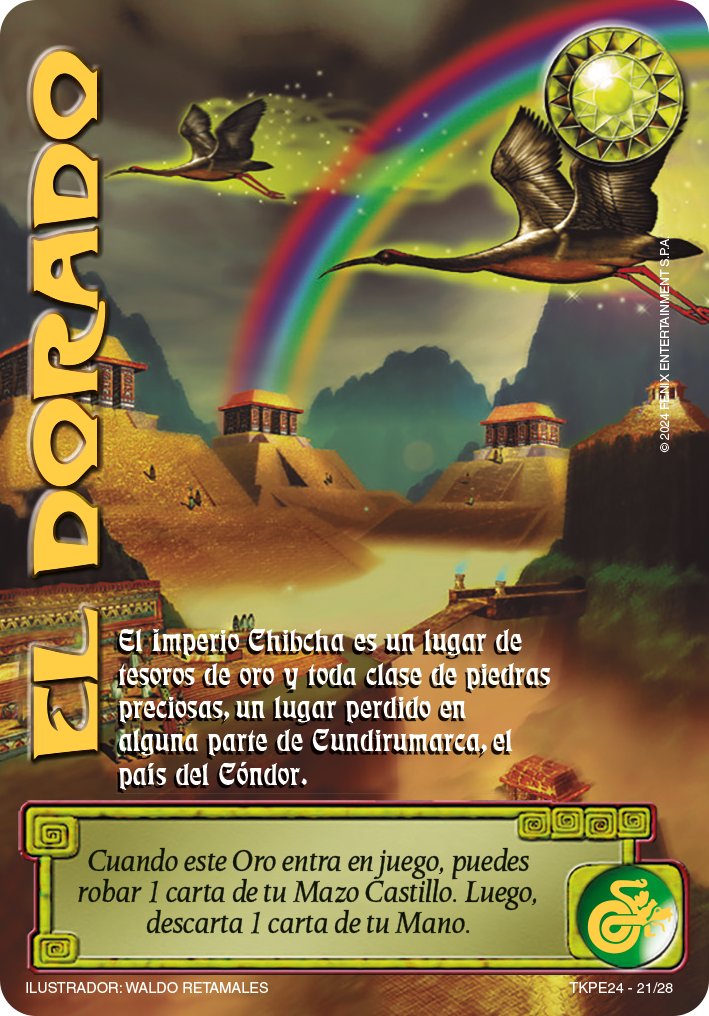 EL DORADO
© 2024 FENIX ENTERTAINMENT S.P.A.
El Imperio Chibcha es un lugar de
tesoros de oro y toda clase de piedras
preciosas, un lugar perdido en
alguna parte de Cundirumarca, el
país del Cóndor.
Cuando este Oro entra en juego, puedes
robar 1 carta de tu Mazo Castillo. Luego,
descarta 1 carta de tu Mano.
ILUSTRADOR: WALDO RETAMALES
TKPE24 - 21/28